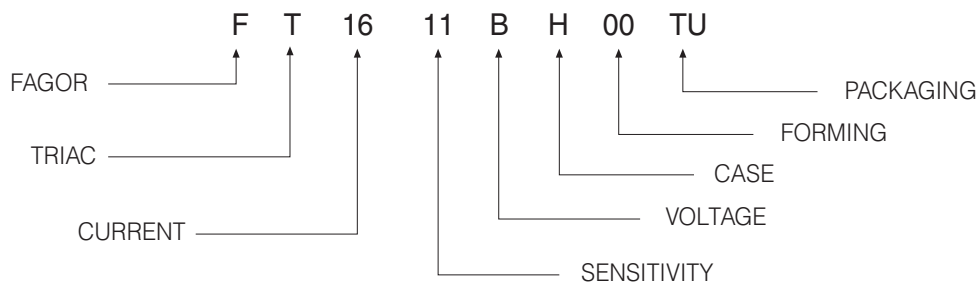 F T 16 11 B H 00 TU
FAGOR
PACKAGING
FORMING
TRIAC
CASE
VOLTAGE
CURRENT
SENSITIVITY